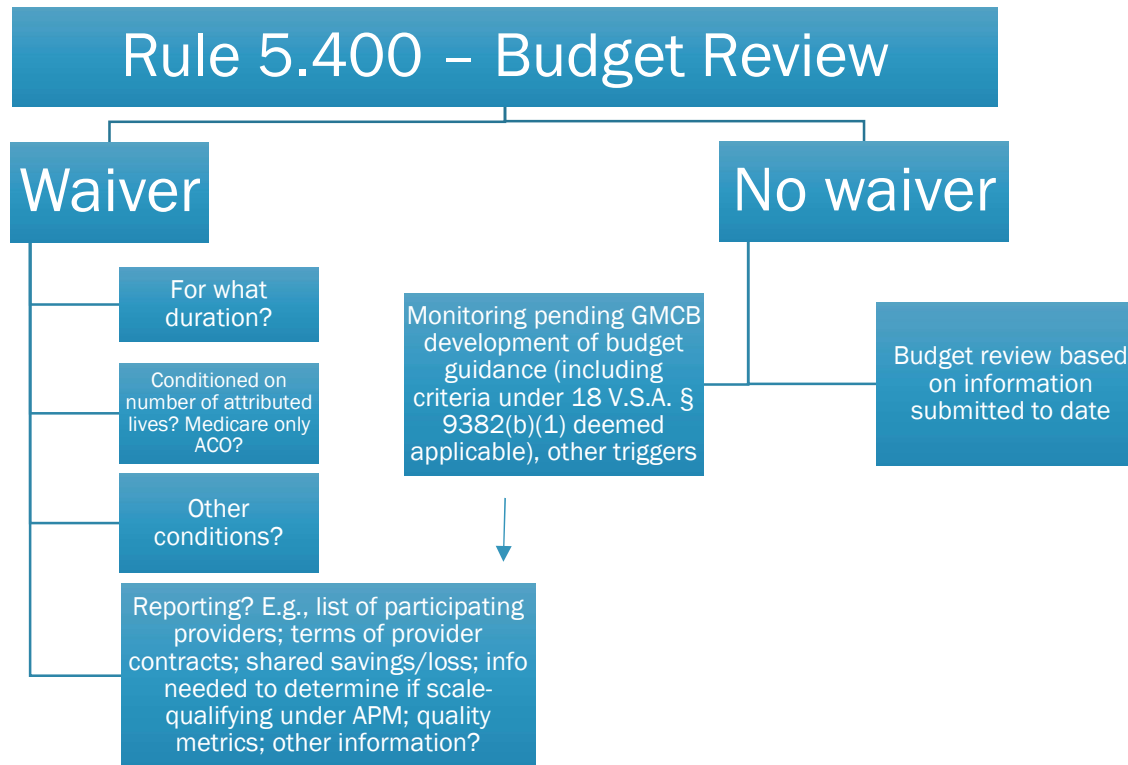 Rule 5.400 – Budget Review
Waiver
No waiver
For what
duration?
Conditioned on
number of attributed
lives? Medicare only
ACO?
Other
conditions?
Reporting? E.g., list of participating
providers; terms of provider
contracts; shared savings/loss; info
needed to determine if scale-
qualifying under APM; quality
metrics; other information?
Monitoring pending GMCB
development of budget
guidance (including
criteria under 18 V.S.A. §
9382(b)(1) deemed
applicable), other triggers
Budget review based
on information
submitted to date